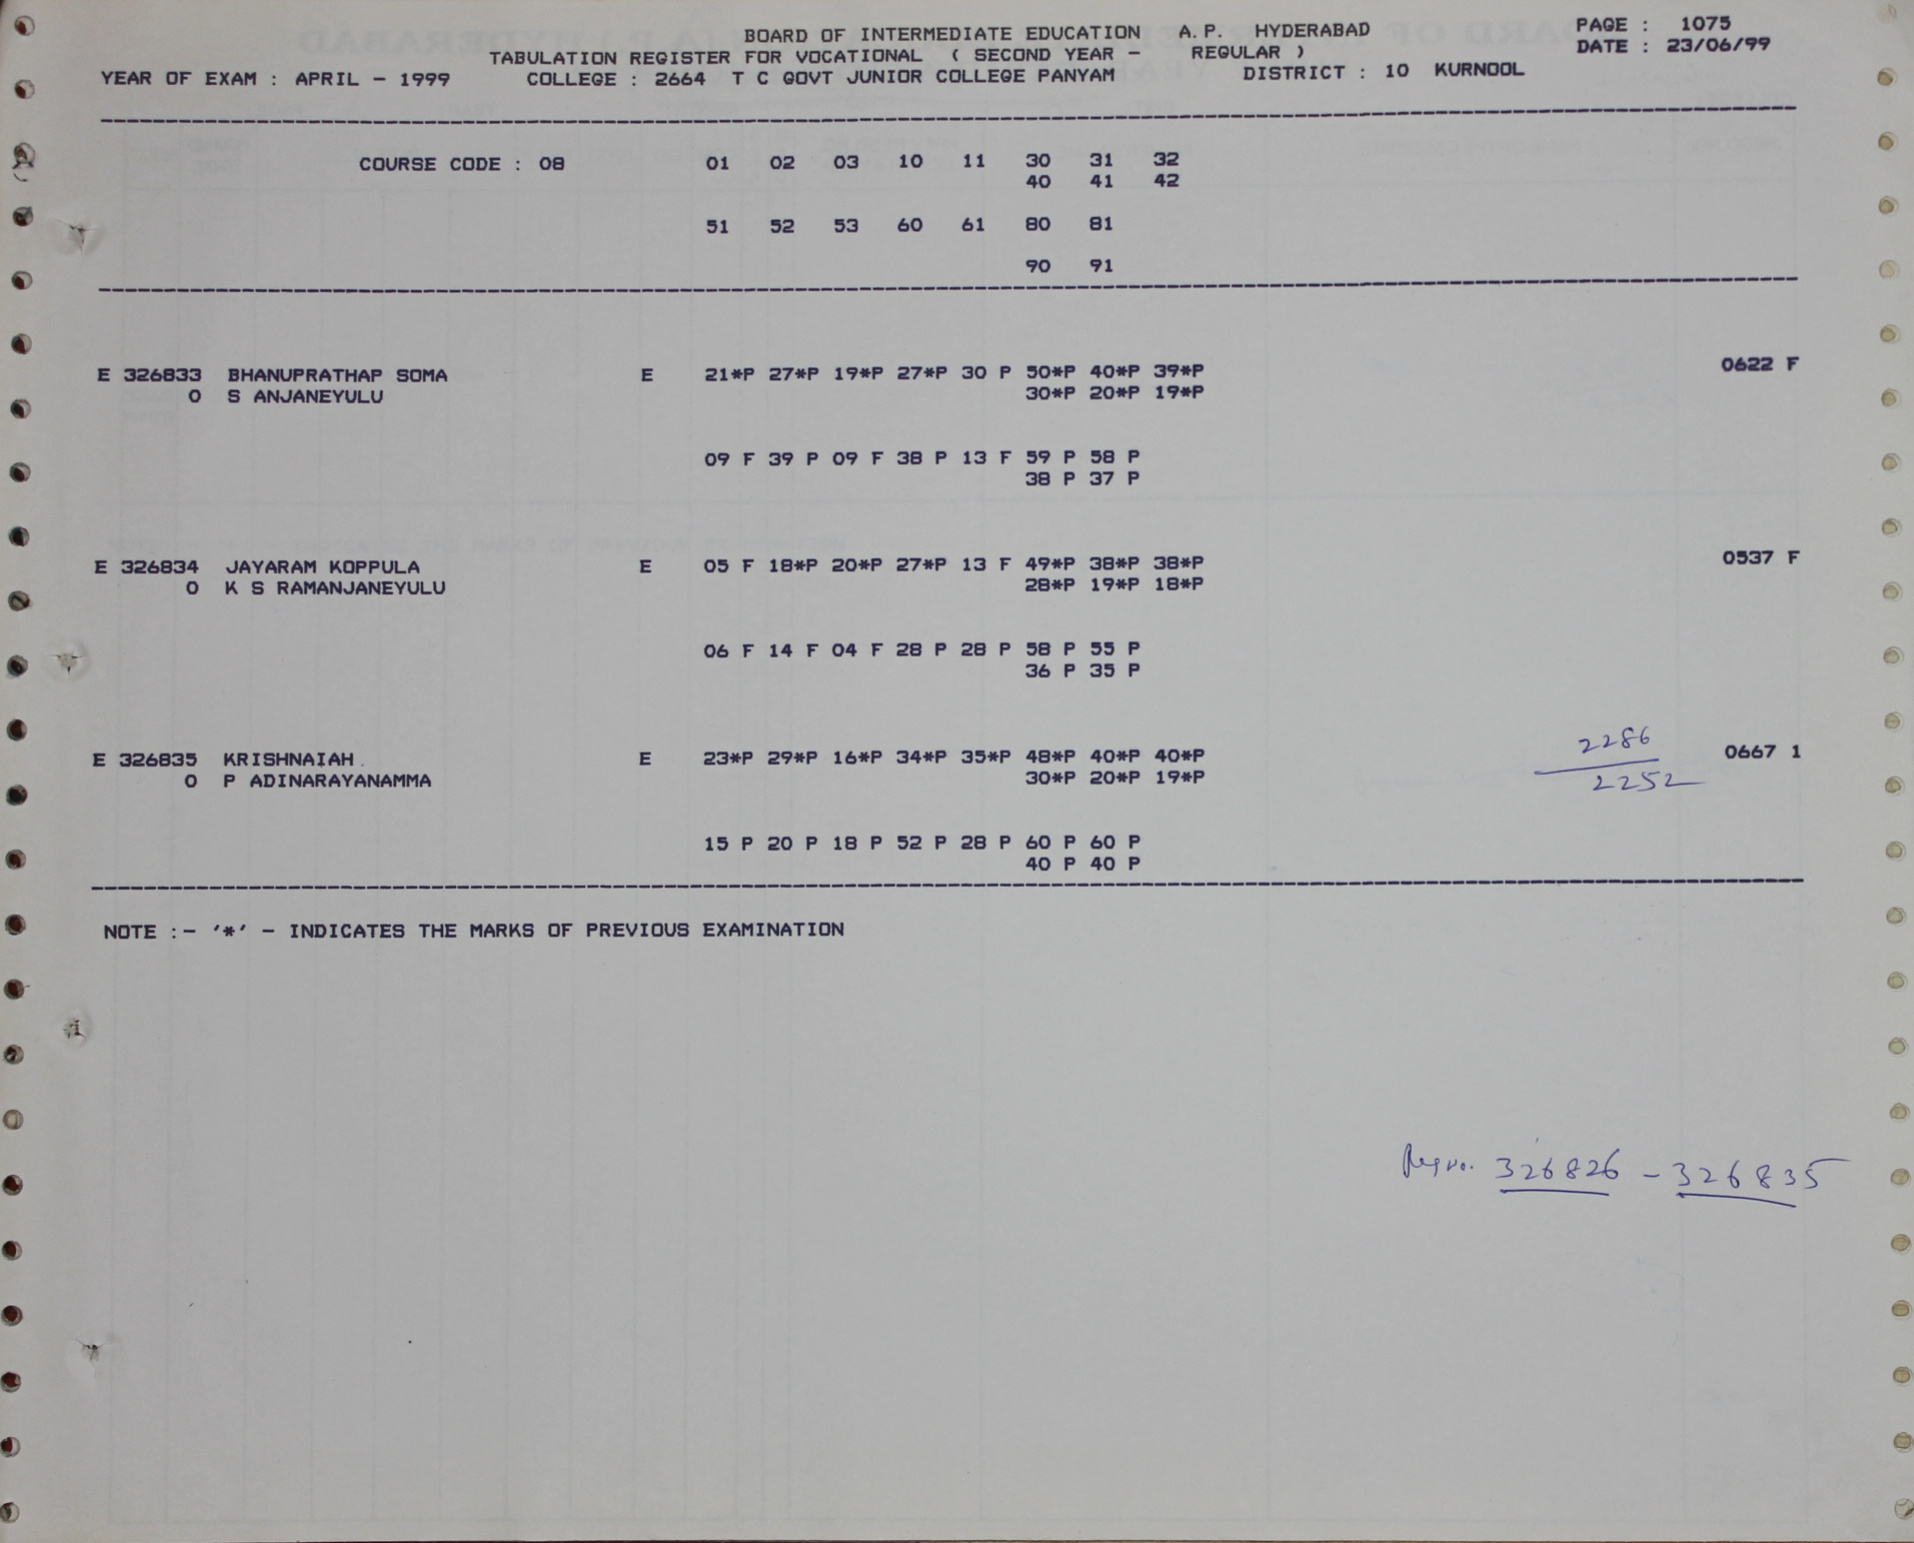 BOARD OF INTERMEDIATE EDUCATION A.P. HYDERABAD PAGE : 1075
TABULATION REGISTER FOR VOCATIONAL ( SECOND YEAR - REGULAR ) DATE : 23/06/99
YEAR OF EXAM : APRIL - 1999 COLLEGE : 2664 T C GOVT JUNIOR COLLEGE PANYAM DISTRICT : 10 KURNOOL
COURSE CODE : 08 01 02 03 10 11 30 31 32
40 41 42
51 52 53 60 61 80 81
90 91
E 326833 BHANUPRATHAP SOMA E 21*P 27*P 19*P 27*P 30 P 50*P 40*P 39*P 0622 F
0 S ANJANEYULU 30*P 20*P 19*P
09 F 39 P 09 F 38 P 13 F 59 P 58 P
38 P 37 P
E 326834 JAYARAM KOPPULA E 05 F 18*P 20*P 27*P 13 F 49*P 38*P 38*P 0537 F
0 K S RAMANJANEYULU 28*P 19*P 18*P
06 F 14 F 04 F 28 P 28 P 58 P 55 P
36 P 35 P
E 326835 KRISHNAIAH E 23*P 29*P 16*P 34*P 35*P 48*P 40*P 40*P 2286 0667 1
0 P ADINARAYANAMMA 30*P 20*P 19*P 2252
15 P 20 P 18 P 52 P 28 P 60 P 60 P
40 P 40 P
NOTE :- '*' - INDICATES THE MARKS OF PREVIOUS EXAMINATION
Reg no. 326826 - 326835